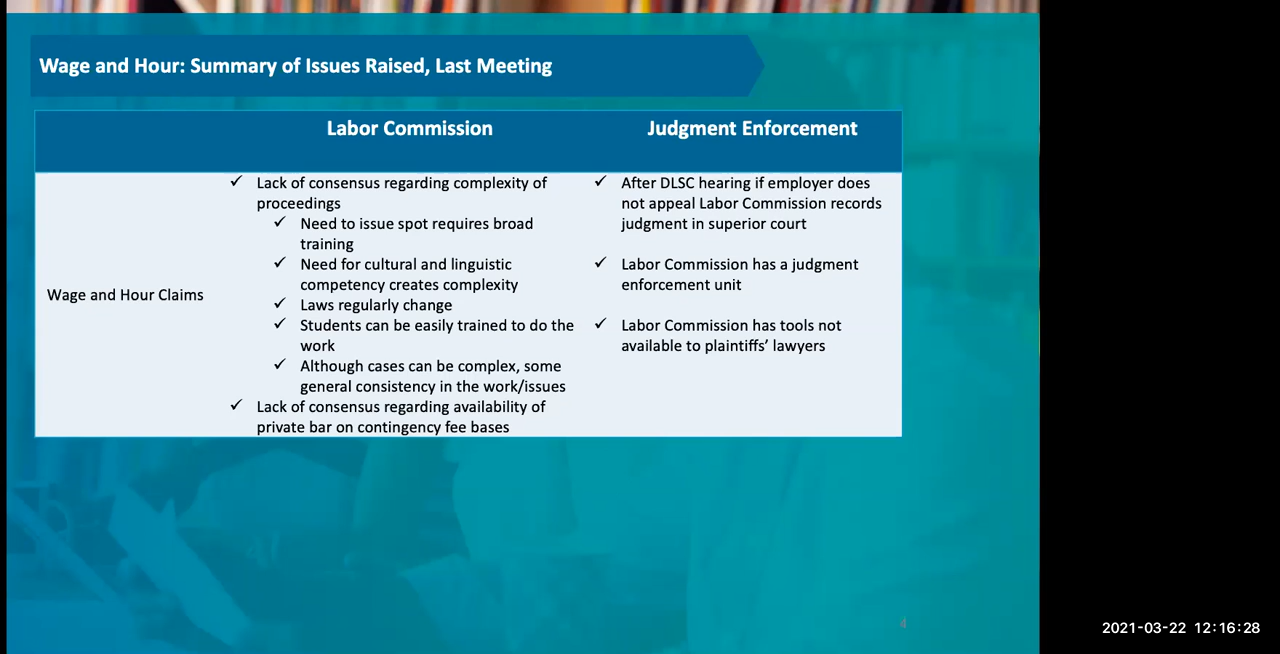 Wage and Hour: Summary of Issues Raised, Last Meeting
Labor Commission
Judgment Enforcement
Wage and Hour Claims
✓ Lack of consensus regarding complexity of
proceedings
✓ Need to issue spot requires broad
training
✓ Need for cultural and linguistic
competency creates complexity
✓ Laws regularly change
✓ Students can be easily trained to do the
work
✓ Although cases can be complex, some
general consistency in the work/issues
✓ Lack of consensus regarding availability of
private bar on contingency fee bases
✓ After DLSC hearing if employer does
not appeal Labor Commission records
judgment in superior court
✓ Labor Commission has a judgment
enforcement unit
✓ Labor Commission has tools not
available to plaintiffs’ lawyers
4
2021-03-22 12:16:28